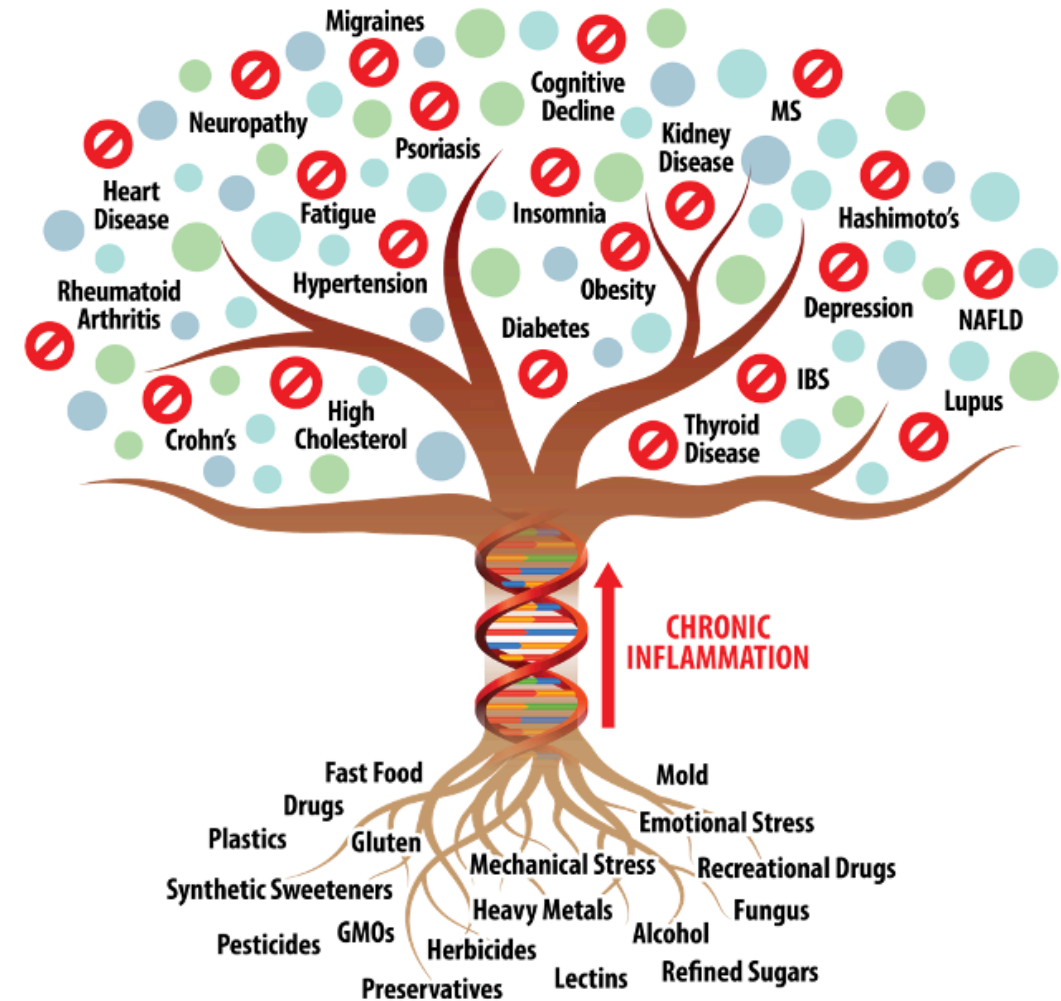 Migraines
Cognitive
Decline
MS
Neuropathy
Psoriasis
Kidney
Disease
Heart
Disease
Fatigue
Insomnia
Hashimoto's
Hypertension
Obesity
Rheumatoid
Arthritis
Depression
NAFLD
Diabetes
IBS
Lupus
Crohn's
High
Cholesterol
Thyroid
Disease
CHRONIC
INFLAMMATION
Fast Food
Mold
Drugs
Emotional Stress
Plastics
Gluten
Mechanical Stress
Recreational Drugs
Synthetic Sweeteners
Heavy Metals
Fungus
GMOs
Alcohol
Pesticides
Herbicides
Lectins
Refined Sugars
Preservatives